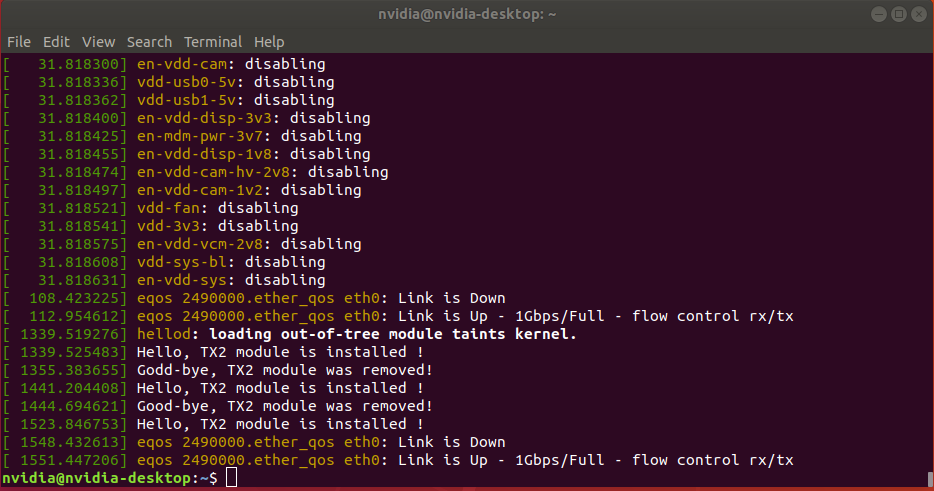 nvidia@nvidia-desktop: ~
File Edit View Search Terminal Help
[   31.818300] en-vdd-cam: disabling
[   31.818336] vdd-usb0-5v: disabling
[   31.818362] vdd-usb1-5v: disabling
[   31.818400] en-vdd-disp-3v3: disabling
[   31.818425] en-mdm-pwr-3v7: disabling
[   31.818455] en-vdd-disp-1v8: disabling
[   31.818474] en-vdd-cam-hv-2v8: disabling
[   31.818497] en-vdd-cam-1v2: disabling
[   31.818521] vdd-fan: disabling
[   31.818541] vdd-3v3: disabling
[   31.818575] en-vdd-vcm-2v8: disabling
[   31.818608] vdd-sys-bl: disabling
[   31.818631] en-vdd-sys: disabling
[  108.423225] eqos 2490000.ether_qos eth0: Link is Down
[  112.954612] eqos 2490000.ether_qos eth0: Link is Up - 1Gbps/Full - flow control rx/tx
[ 1339.519276] hellod: loading out-of-tree module taints kernel.
[ 1339.525483] Hello, TX2 module is installed !
[ 1355.383655] Godd-bye, TX2 module was removed!
[ 1441.204408] Hello, TX2 module is installed !
[ 1444.694621] Good-bye, TX2 module was removed!
[ 1523.846753] Hello, TX2 module is installed !
[ 1548.432613] eqos 2490000.ether_qos eth0: Link is Down
[ 1551.447206] eqos 2490000.ether_qos eth0: Link is Up - 1Gbps/Full - flow control rx/tx
nvidia@nvidia-desktop:~$